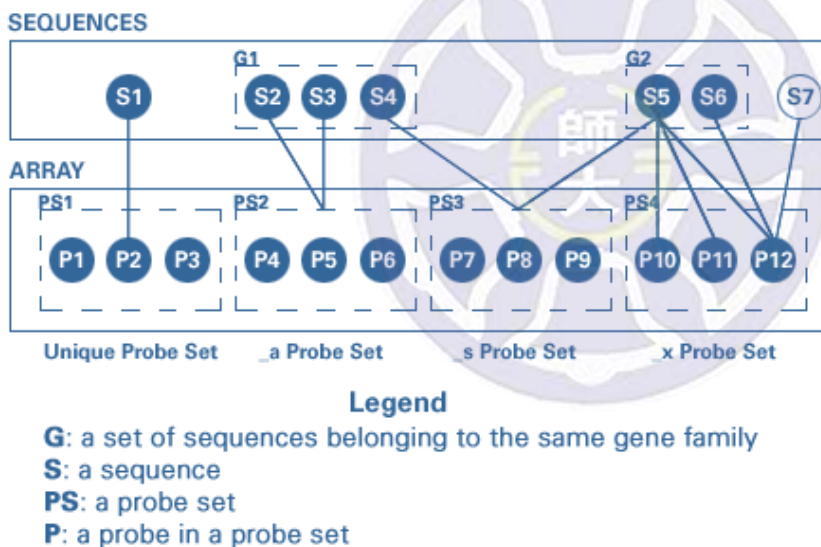 SEQUENCES
G1 G2
S1 S2 S3 S4 S5 S6 S7
師
大
ARRAY
PS1 PS2 PS3 PS4
P1 P2 P3 P4 P5 P6 P7 P8 P9 P10 P11 P12
Unique Probe Set _a Probe Set _s Probe Set _x Probe Set
Legend
G: a set of sequences belonging to the same gene family
S: a sequence
PS: a probe set
P: a probe in a probe set